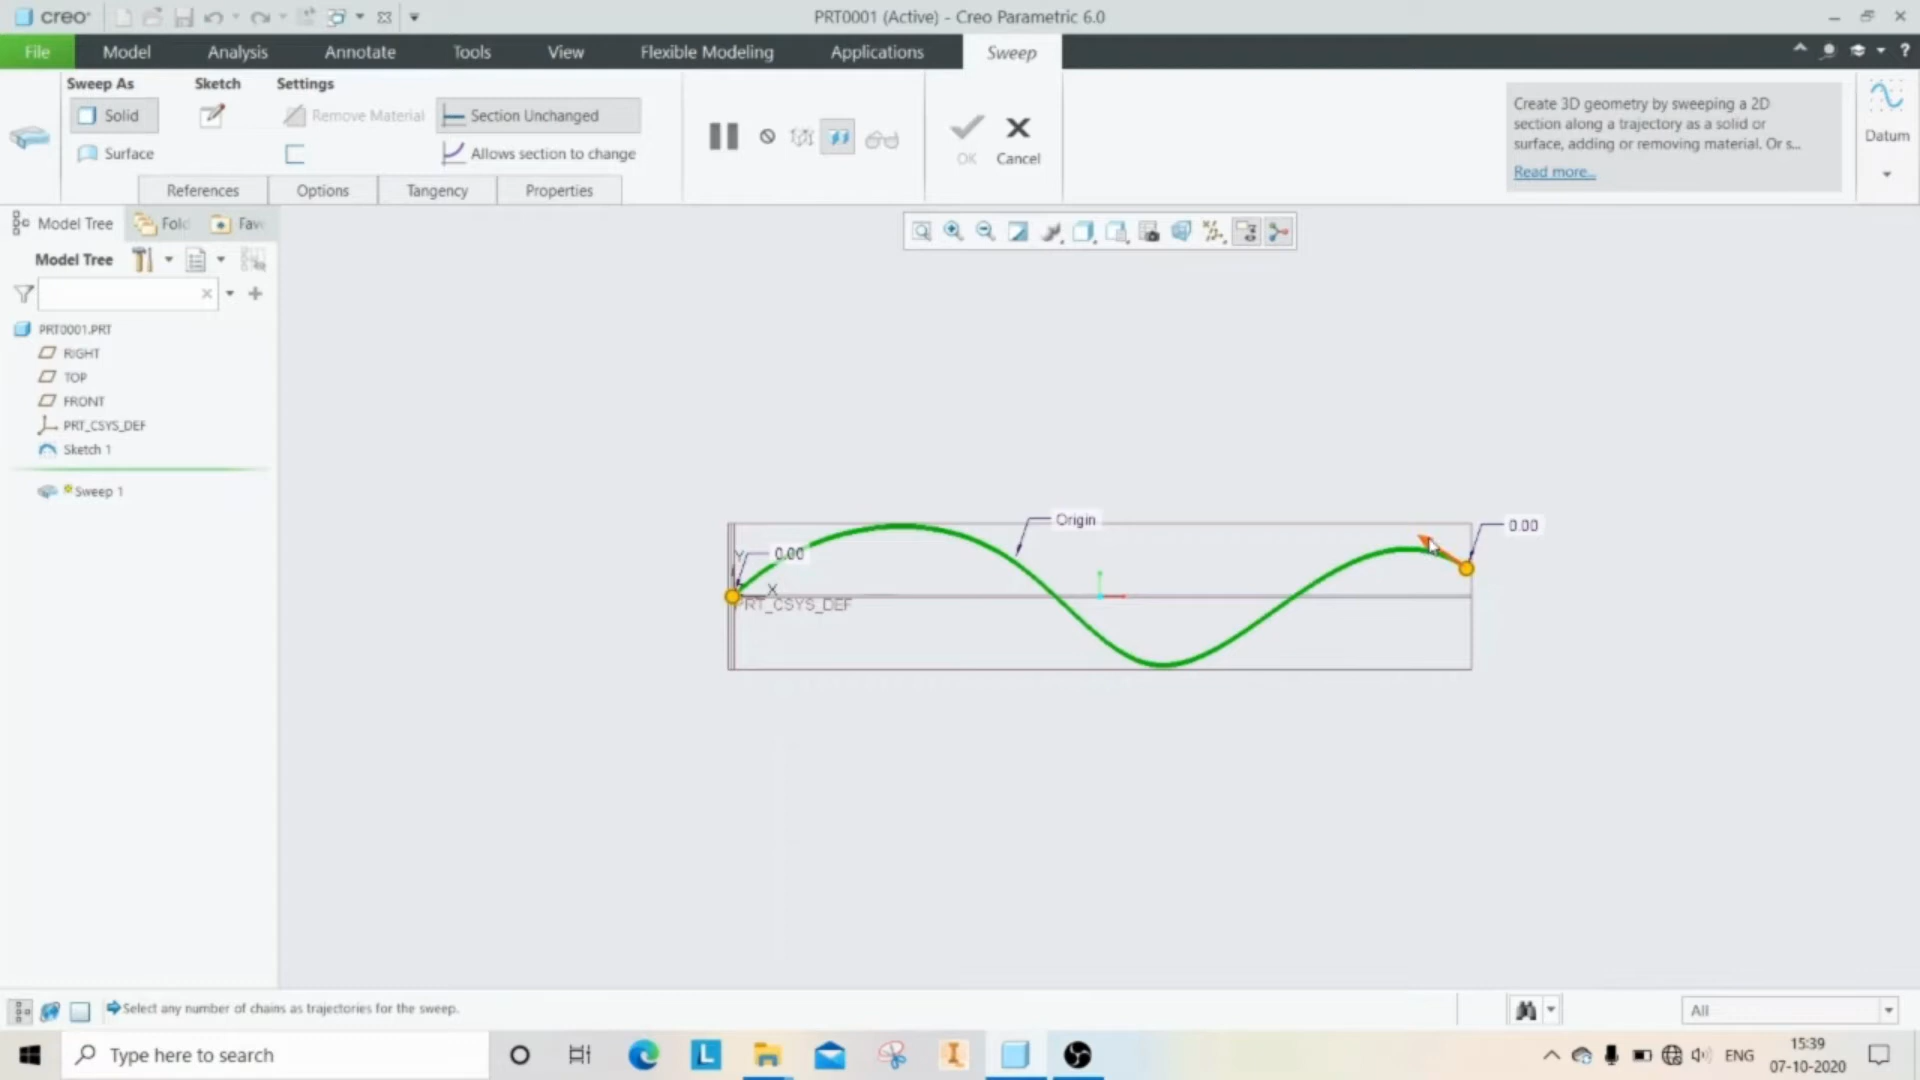 creo
PRT0001 (Active) - Creo Parametric 6.0
File Model Analysis Annotate Tools View Flexible Modeling Applications Sweep
Sweep As Sketch Settings
Solid Remove Material Section Unchanged
Surface Allows section to change
OK Cancel
References Options Tangency Properties
Create 3D geometry by sweeping a 2D
section along a trajectory as a solid or
surface, adding or removing material. Or s...
Read more...
Datum
Model Tree Fold Fav
Model Tree
PRT0001.PRT
RIGHT
TOP
FRONT
PRT_CSYS_DEF
Sketch 1
Sweep 1
Origin
0.00
0.00
Y
X
PRT_CSYS_DEF
Select any number of chains as trajectories for the sweep.
All
Type here to search
L
I
ENG
15:39
07-10-2020